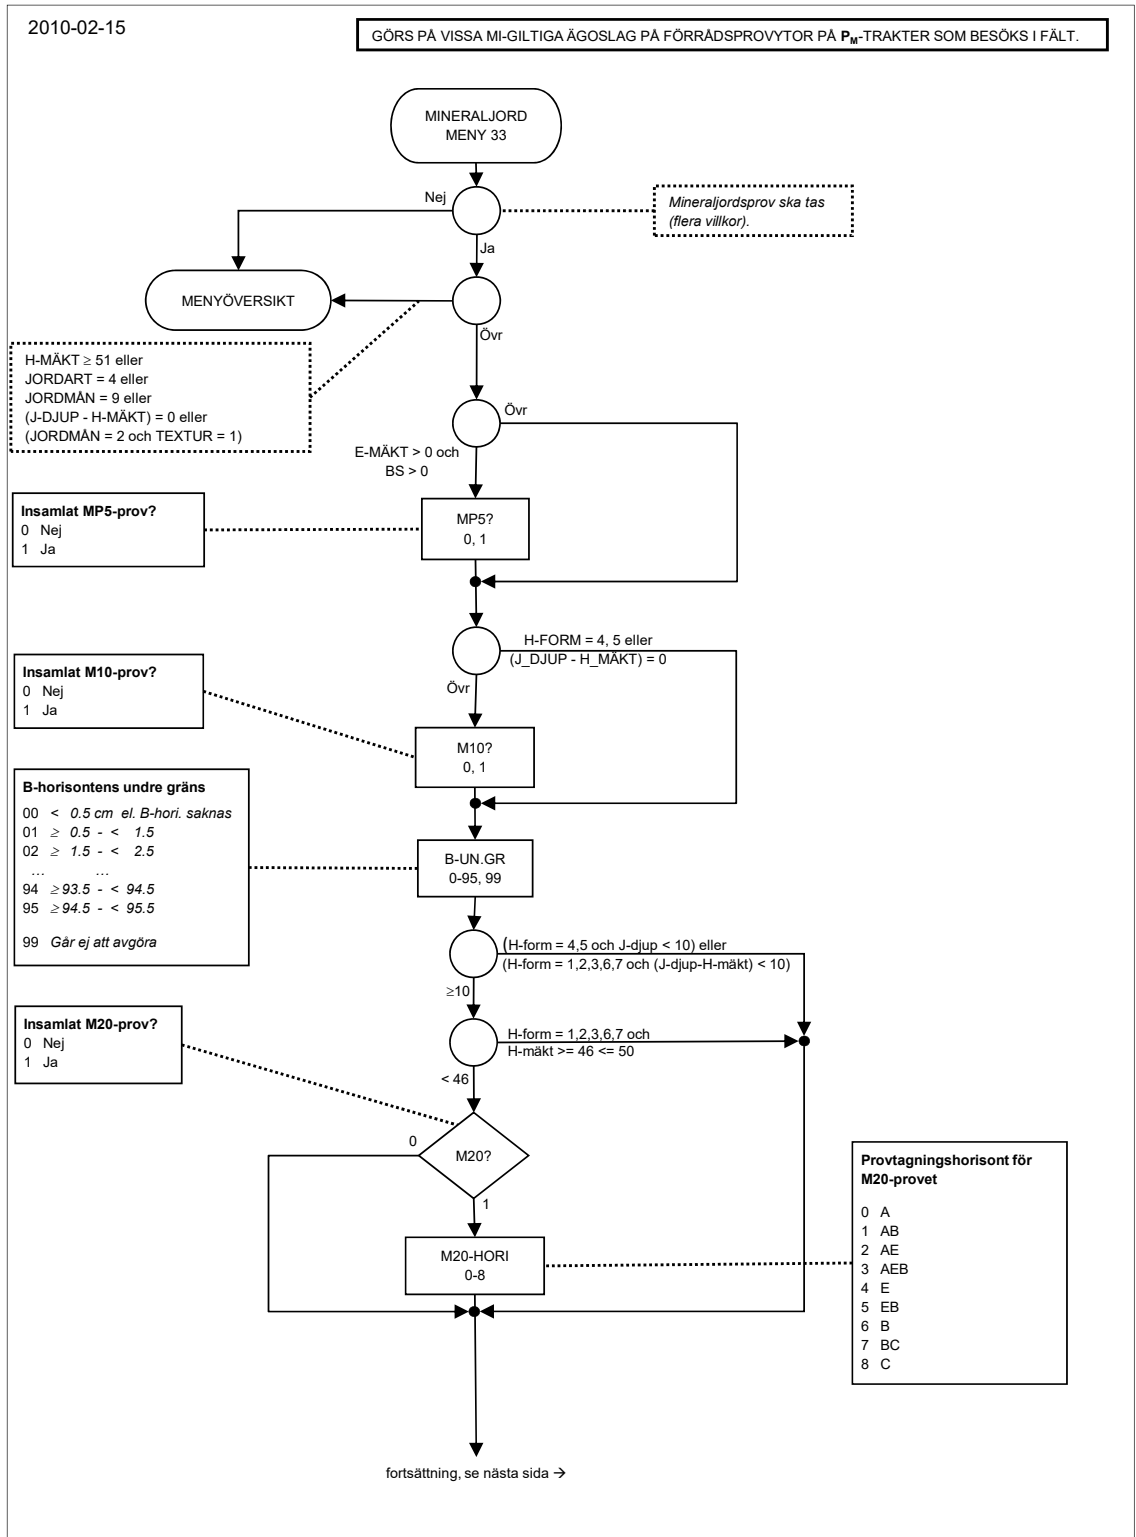 2010-02-15
GÖRS PÅ VISSA MI-GILTIGA ÄGOSLAG PÅ FÖRRÅDSPROVYTOR PÅ PM-TRAKTER SOM BESÖKS I FÄLT.
MINERALJORD
MENY 33
Nej
Mineraljordsprov ska tas
(flera villkor).
Ja
MENYÖVERSIKT
Övr
H-MÄKT ≥ 51 eller
JORDART = 4 eller
JORDMÅN = 9 eller
(J-DJUP - H-MÄKT) = 0 eller
(JORDMÅN = 2 och TEXTUR = 1)
Övr
E-MÄKT > 0 och
BS > 0
Insamlat MP5-prov?
0 Nej
1 Ja
MP5?
0, 1
H-FORM = 4, 5 eller
(J_DJUP - H_MÄKT) = 0
Övr
Insamlat M10-prov?
0 Nej
1 Ja
M10?
0, 1
B-horisontens undre gräns
00 < 0.5 cm el. B-hori. saknas
01 ≥ 0.5 - < 1.5
02 ≥ 1.5 - < 2.5
... ...
94 ≥ 93.5 - < 94.5
95 ≥ 94.5 - < 95.5
99 Går ej att avgöra
B-UN.GR
0-95, 99
(H-form = 4,5 och J-djup < 10) eller
(H-form = 1,2,3,6,7 och (J-djup-H-mäkt) < 10)
≥10
Insamlat M20-prov?
0 Nej
1 Ja
H-form = 1,2,3,6,7 och
H-mäkt >= 46 <= 50
< 46
0
M20?
1
M20-HORI
0-8
Provtagningshorisont för
M20-provet
0 A
1 AB
2 AE
3 AEB
4 E
5 EB
6 B
7 BC
8 C
fortsättning, se nästa sida →